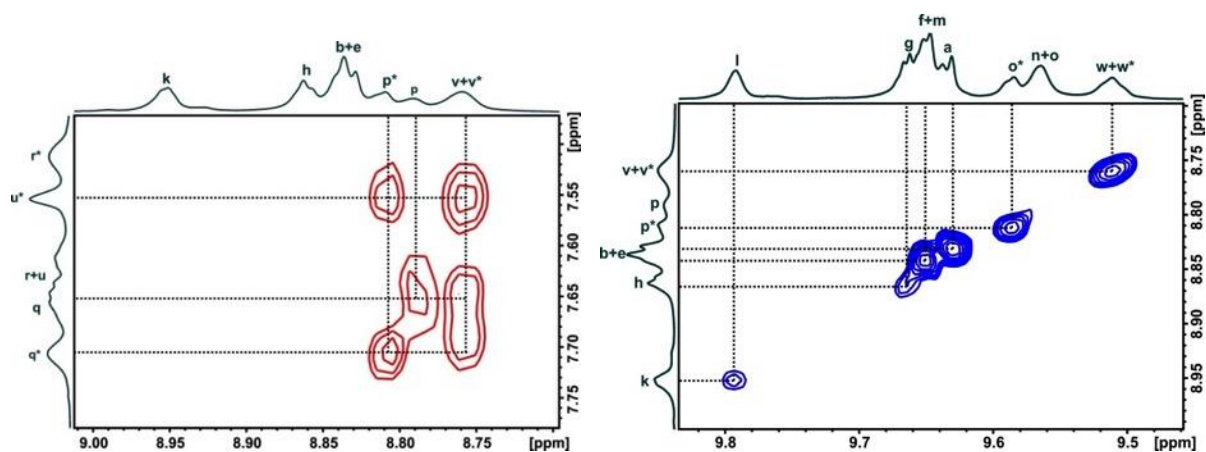 k h b+e p* p v+v*
r*
u*
r+u
q
q*
7.55 7.60 7.65 7.70 7.75 [ppm]
9.00 8.95 8.90 8.85 8.80 8.75 [ppm]
l g f+m a o* n+o w+w*
v+v*
p
p*
b+e
h
k
8.75 8.80 8.85 8.90 8.95 [ppm]
9.8 9.7 9.6 9.5 [ppm]